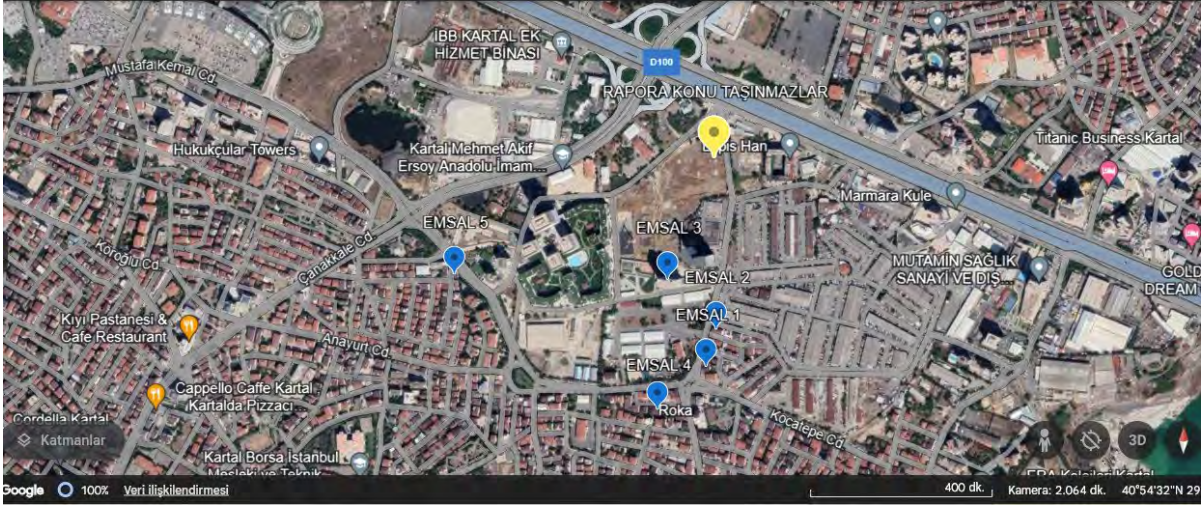 İBB KARTAL EK
HİZMET BİNASI
D100
Mustafa Kemal Cd
RAPORA KONU TAŞINMAZLAR
Hukukçular Towers
Kartal Mehmet Akif
Ersoy Anadolu İmam....
Han
Titanic Business Kartal
Marmara Kule
EMSAL 5
EMSAL 3
Çanakkale Cd
Köroğlu Cd
EMSAL 2
MUTAMİN SAĞLIK
SANAYİ VE DIŞ....
GOLD
DREAM
Kıyı Pastanesi &
Cafe Restaurant
EMSAL 1
Anayurt Cd
EMSAL 4
Cappello Caffe Kartal
Kartalda Pizzacı
Roka
Kocatepe Cd
Cordella Kartal
Katmanlar
Kartal Borsa İstanbul
Mesleki ve Teknik
3D
Google
100%
Veri ilişkilendirmesi
400 dk.
Kamera: 2.064 dk.
40°54'32"N 29